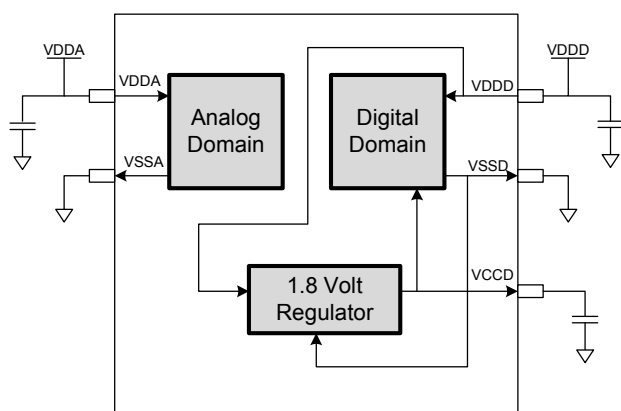 VDDA
VDDD
VDDA
VDDD
Analog
Domain
Digital
Domain
VSSA
VSSD
1.8 Volt
Regulator
VCCD